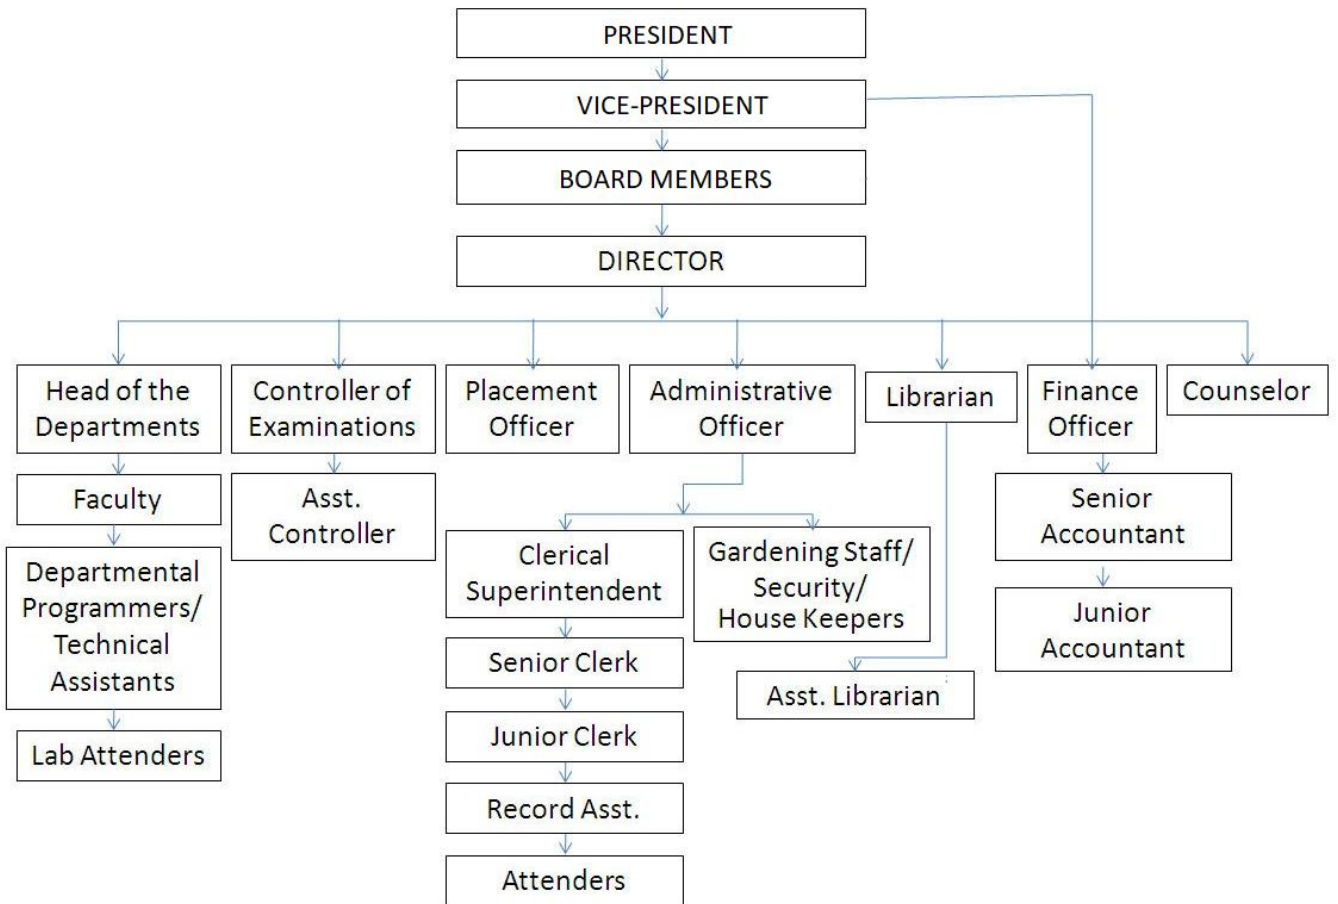 PRESIDENT
VICE-PRESIDENT
BOARD MEMBERS
DIRECTOR
Head of the
Departments
Controller of
Examinations
Placement
Officer
Administrative
Officer
Librarian
Finance
Officer
Counselor
Faculty
Asst.
Controller
Senior
Accountant
Departmental
Programmers/
Technical
Assistants
Clerical
Superintendent
Gardening Staff/
Security/
House Keepers
Junior
Accountant
Senior Clerk
Asst. Librarian
Lab Attenders
Junior Clerk
Record Asst.
Attenders